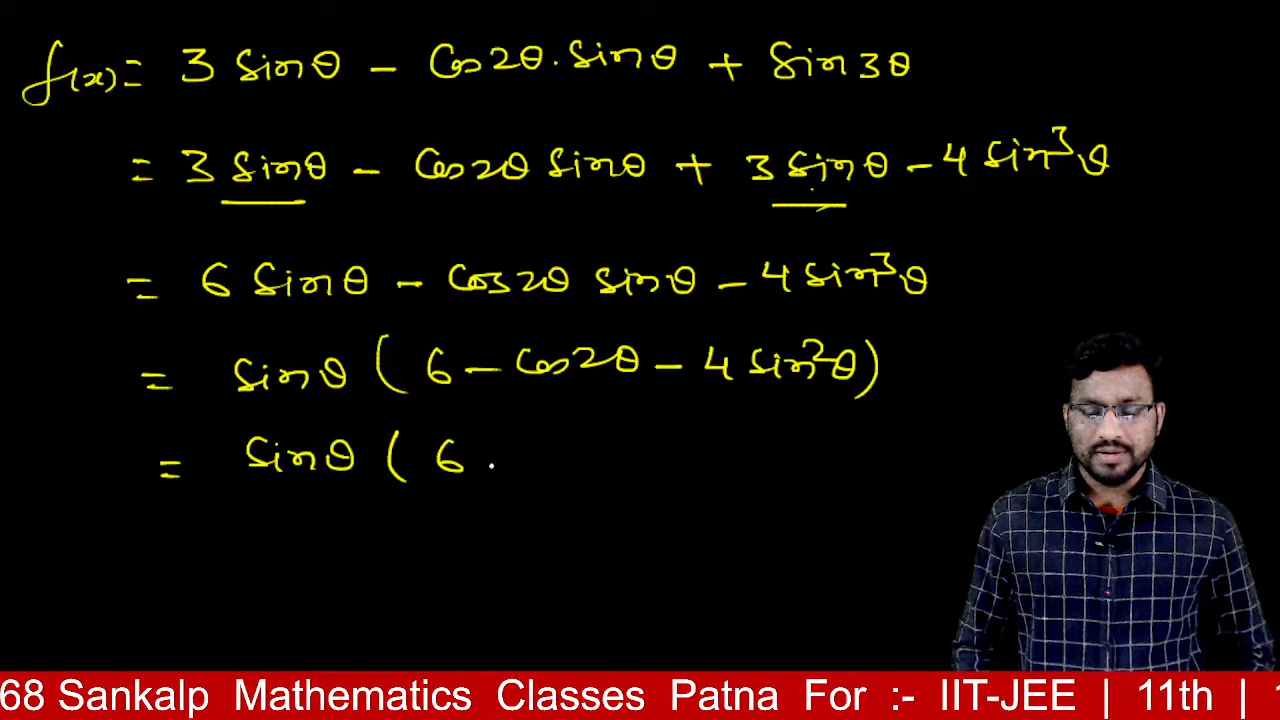 f(x) = 3 sinθ - cos2θ.sinθ + sin3θ
= 3 sinθ - cos2θ sinθ + 3 sinθ - 4 sin³θ
= 6 sinθ - cos2θ sinθ - 4 sin³θ
= sinθ ( 6 - cos2θ - 4 sin²θ )
= sinθ ( 6
68 Sankalp Mathematics Classes Patna For :- IIT-JEE | 11th |